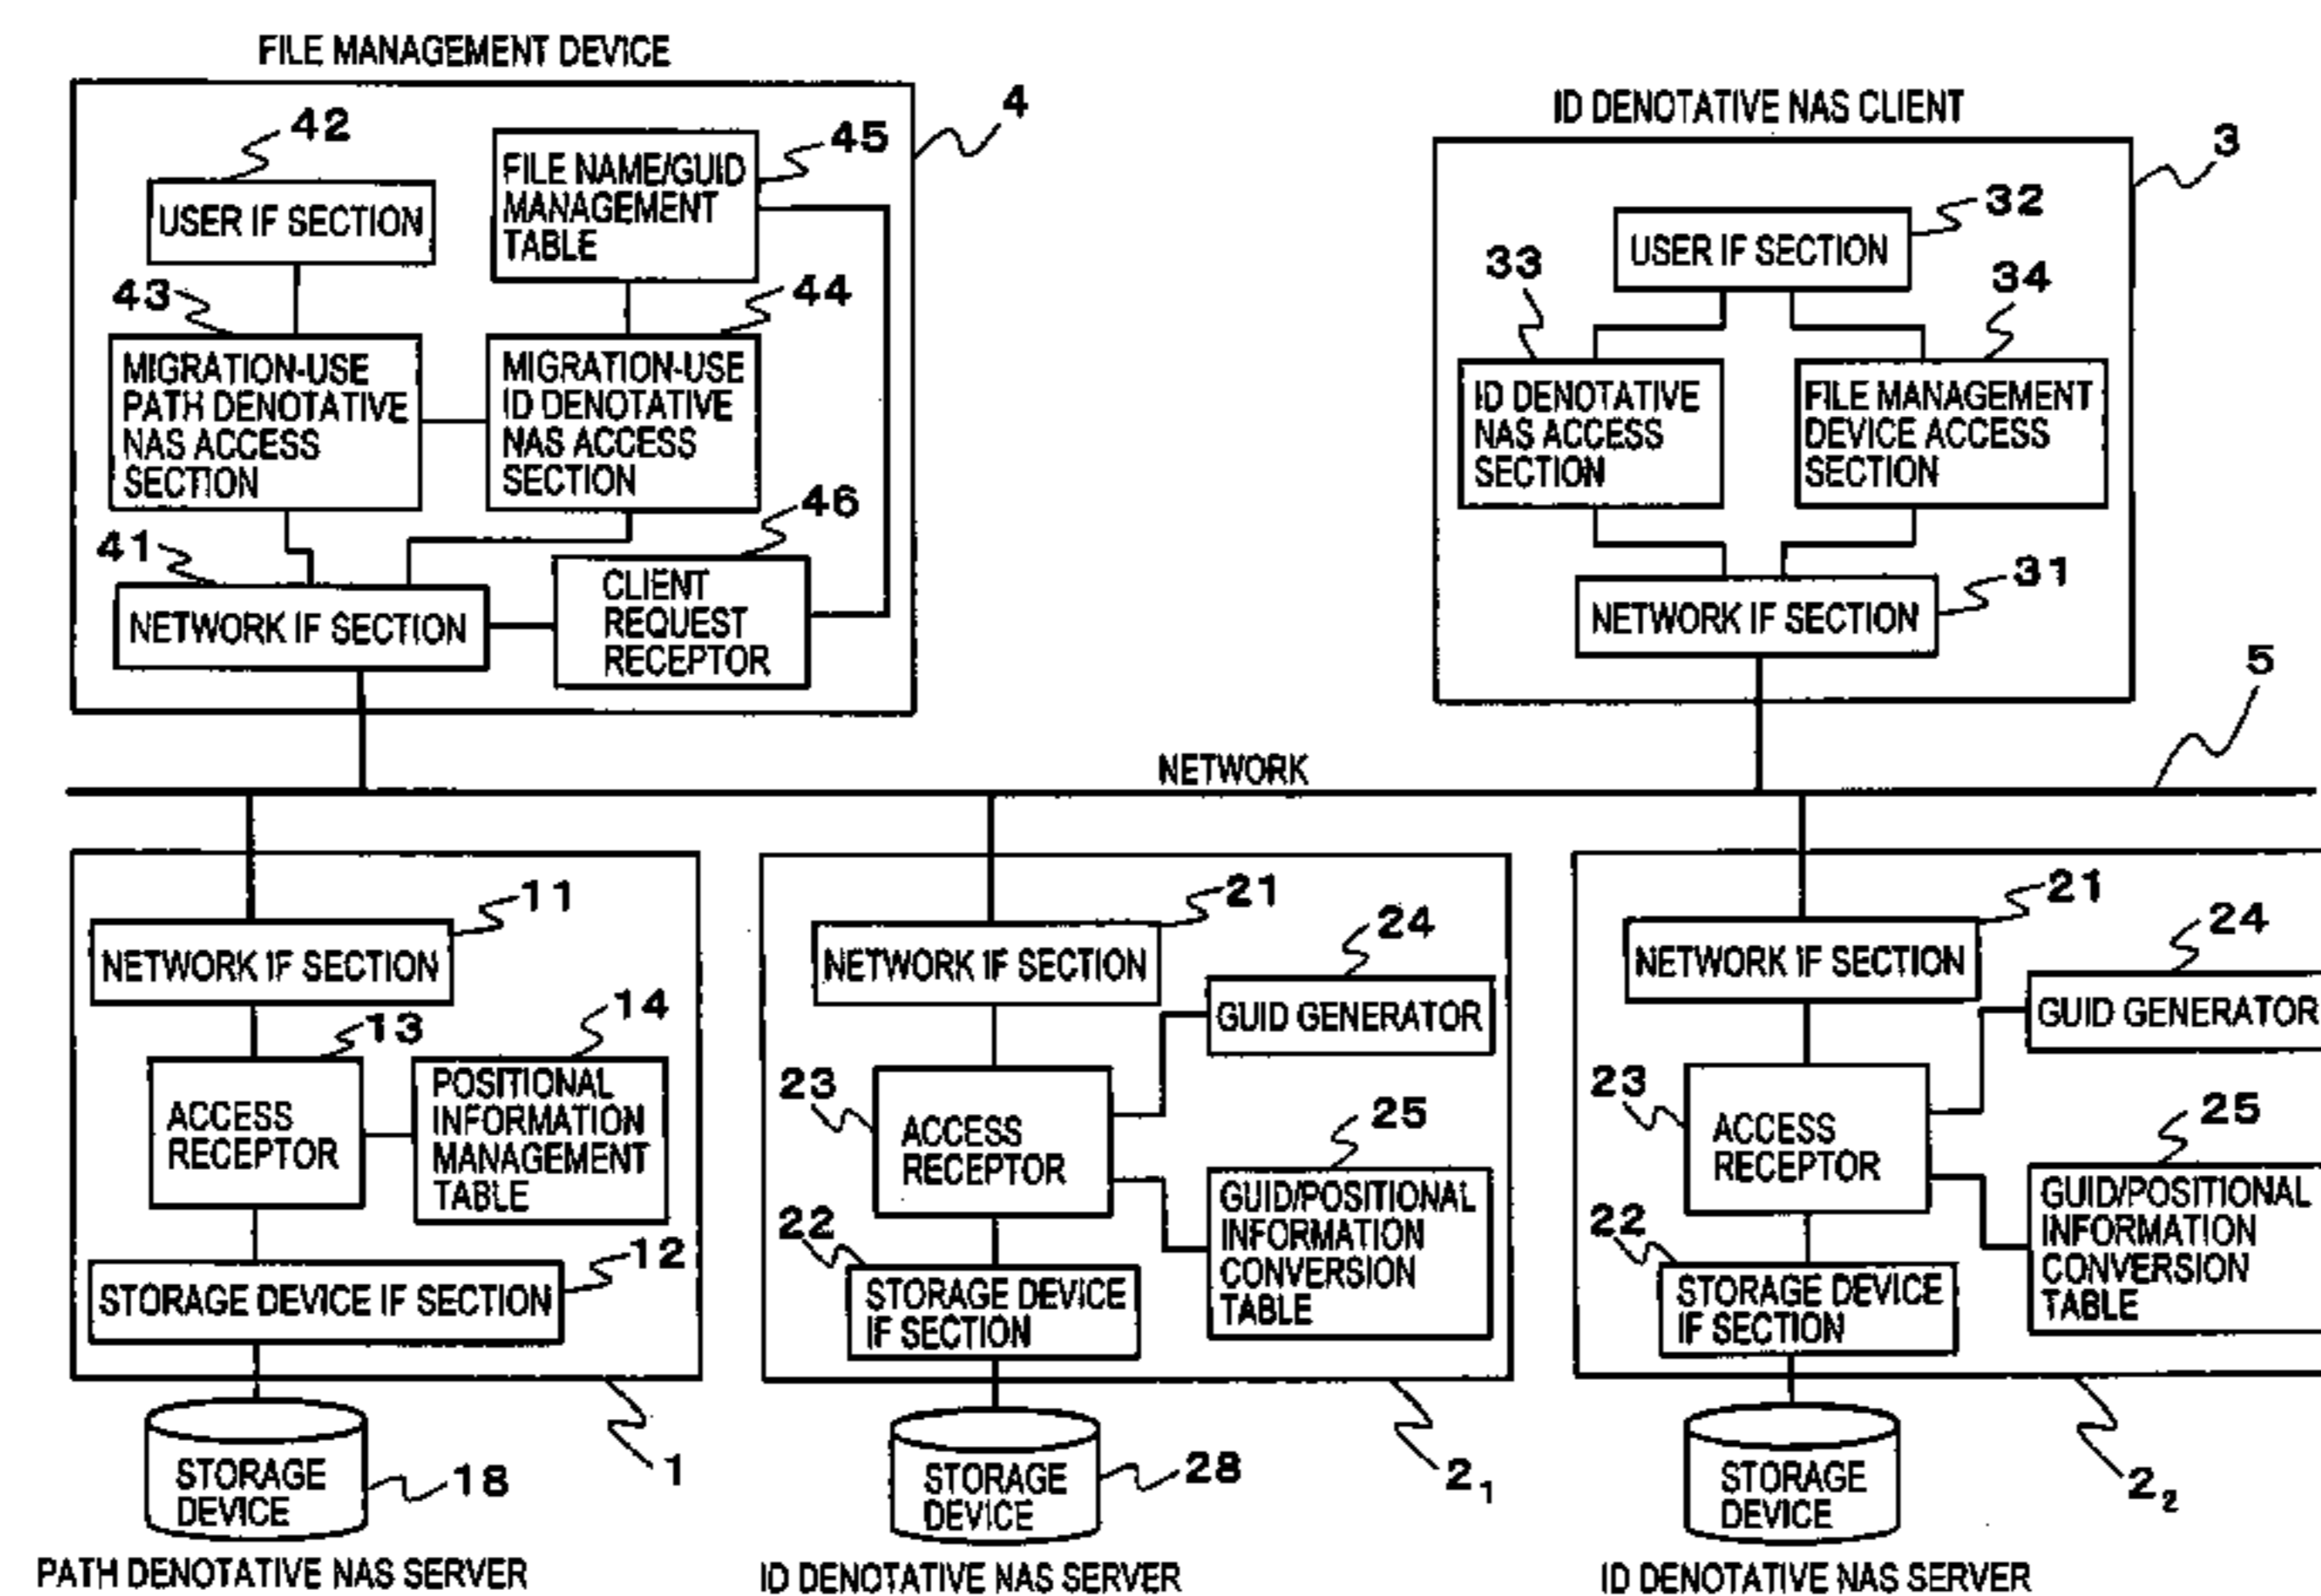 FILE MANAGEMENT DEVICE
4
42
45
USER IF SECTION
FILE NAME/GUID
MANAGEMENT
TABLE
43
44
MIGRATION-USE
PATH DENOTATIVE
NAS ACCESS
SECTION
MIGRATION-USE
ID DENOTATIVE
NAS ACCESS
SECTION
41
46
NETWORK IF SECTION
CLIENT
REQUEST
RECEPTOR
ID DENOTATIVE NAS CLIENT
3
32
USER IF SECTION
33
34
ID DENOTATIVE
NAS ACCESS
SECTION
FILE MANAGEMENT
DEVICE ACCESS
SECTION
31
NETWORK IF SECTION
5
NETWORK
11
NETWORK IF SECTION
13
14
ACCESS
RECEPTOR
POSITIONAL
INFORMATION
MANAGEMENT
TABLE
12
STORAGE DEVICE IF SECTION
1
STORAGE
DEVICE
18
PATH DENOTATIVE NAS SERVER
21
NETWORK IF SECTION
24
GUID GENERATOR
23
ACCESS
RECEPTOR
25
GUID/POSITIONAL
INFORMATION
CONVERSION
TABLE
22
STORAGE DEVICE
IF SECTION
2₁
STORAGE
DEVICE
28
ID DENOTATIVE NAS SERVER
21
NETWORK IF SECTION
24
GUID GENERATOR
23
ACCESS
RECEPTOR
25
GUID/POSITIONAL
INFORMATION
CONVERSION
TABLE
22
STORAGE DEVICE
IF SECTION
2₂
STORAGE
DEVICE
ID DENOTATIVE NAS SERVER